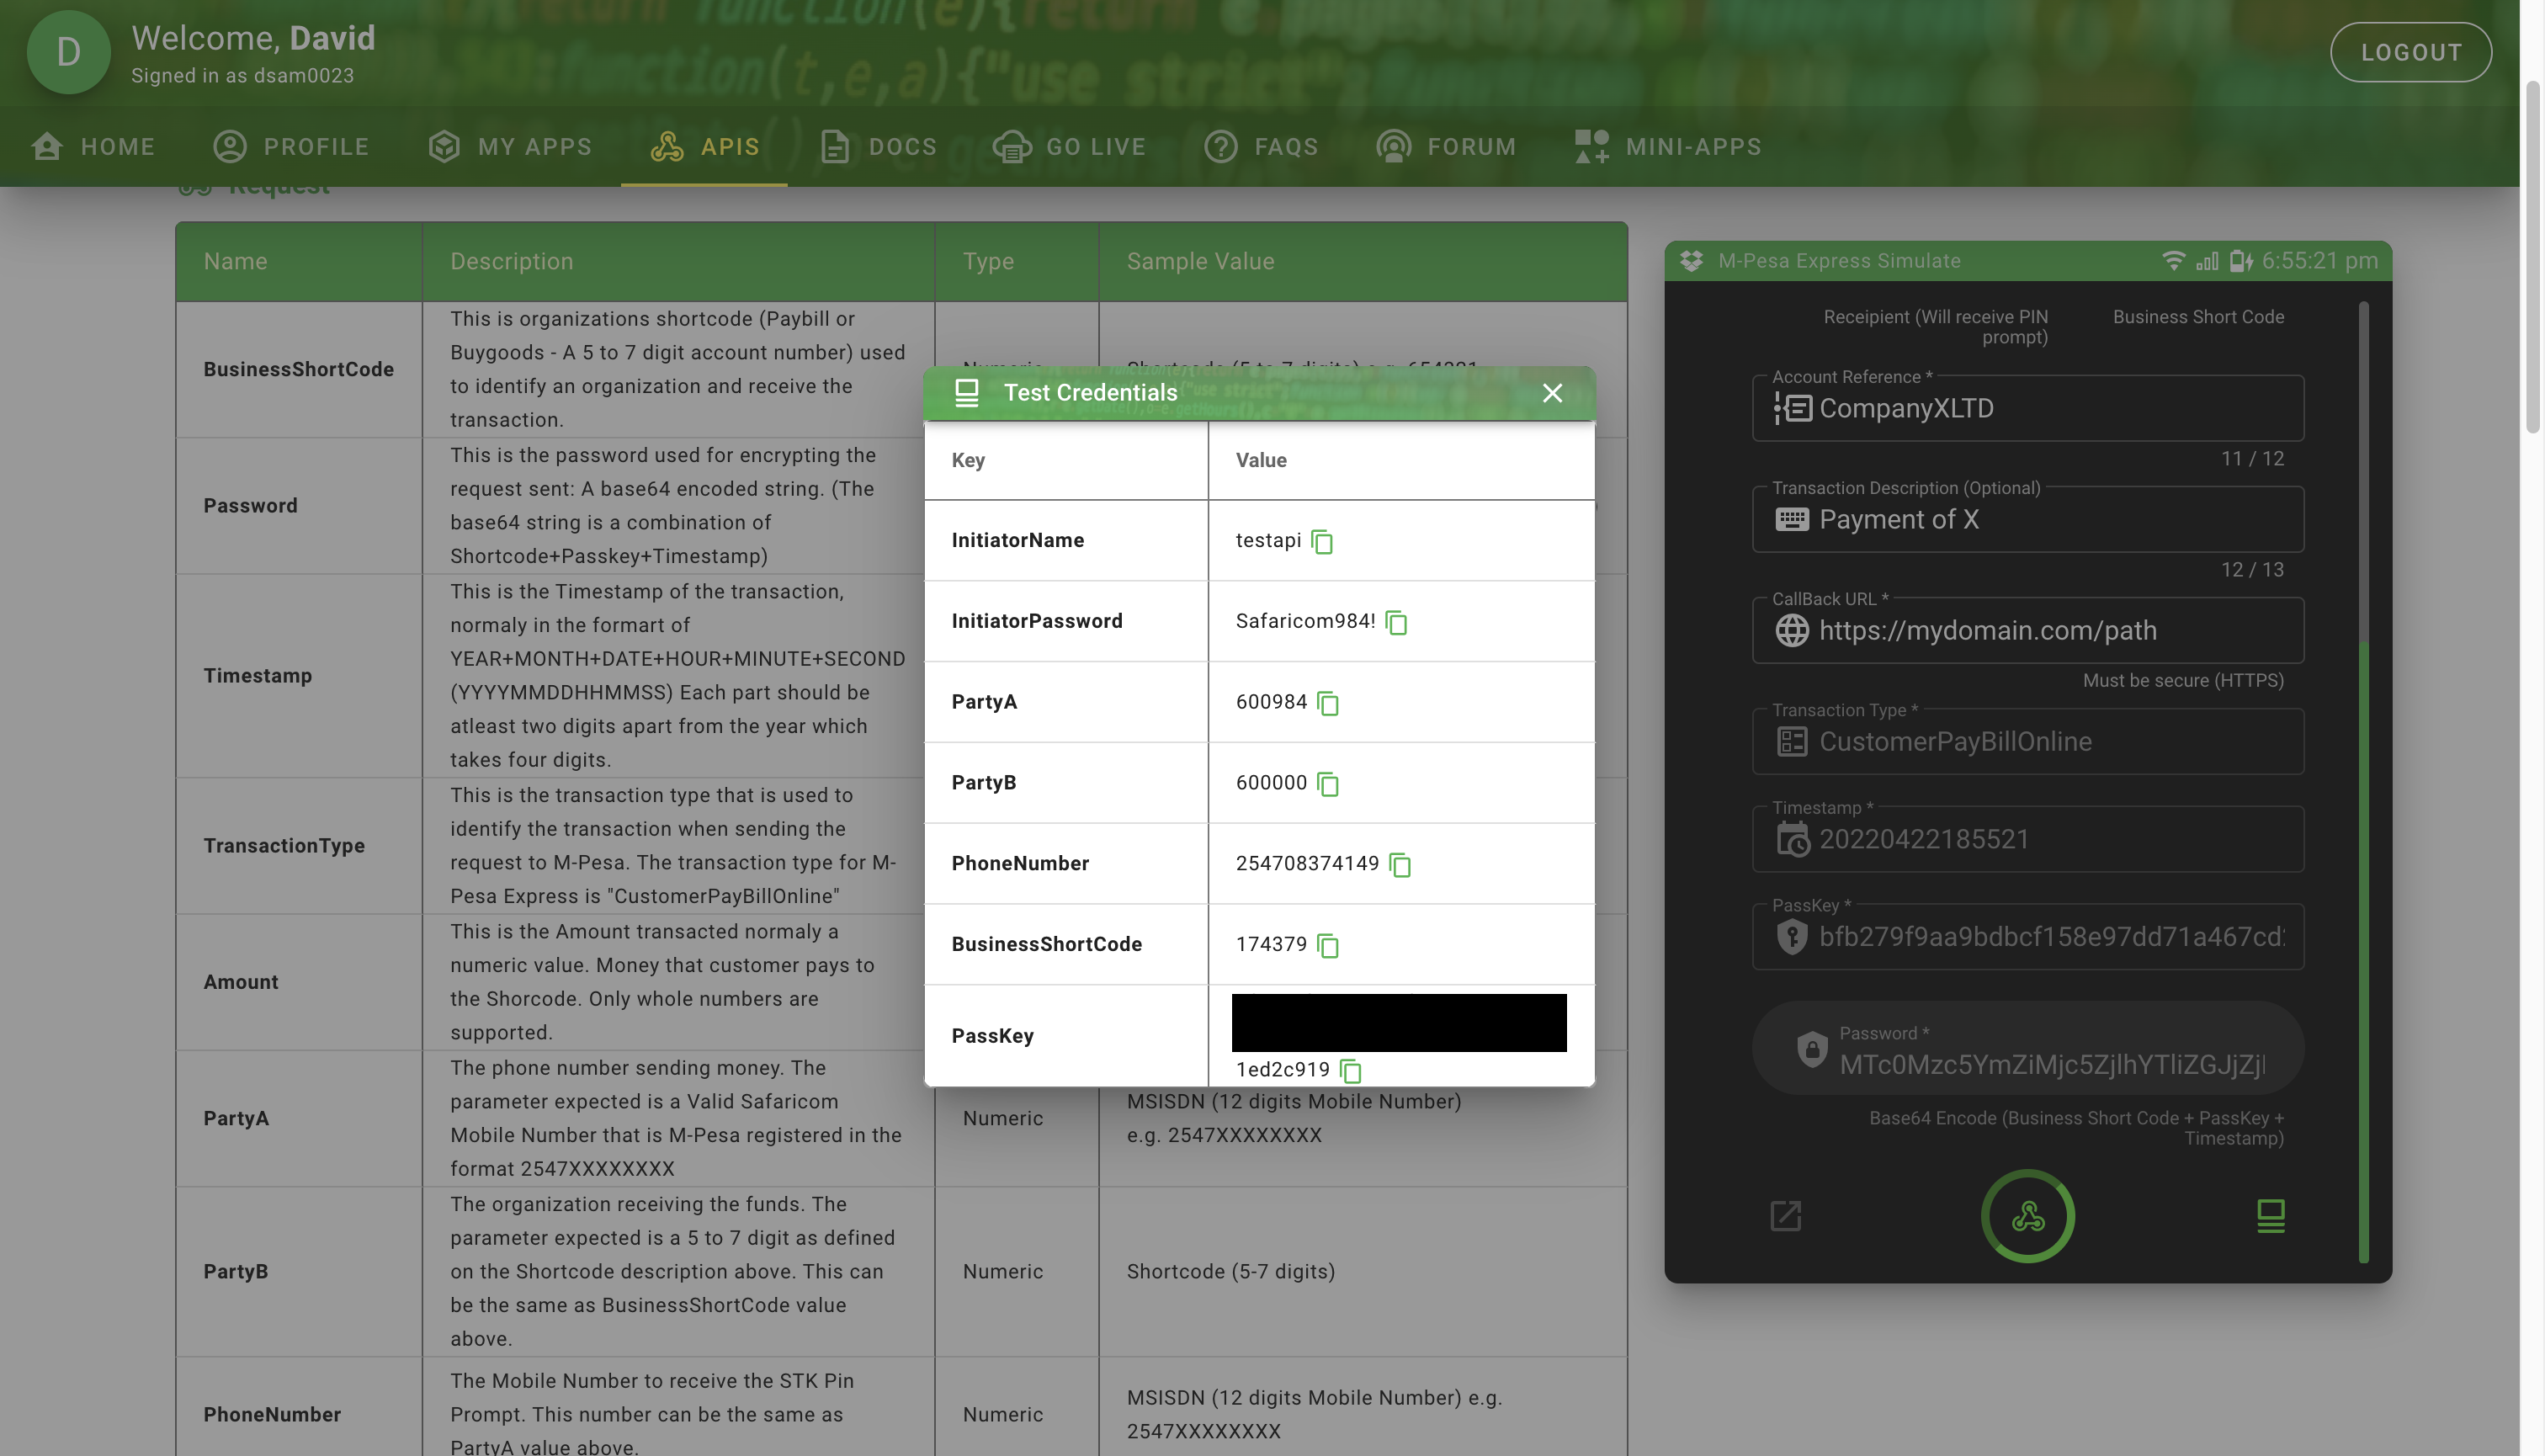 D
Welcome, David
Signed in as dsam0023
LOGOUT
HOME
PROFILE
MY APPS
APIS
DOCS
GO LIVE
FAQS
FORUM
MINI-APPS
Request
Name
Description
Type
Sample Value
BusinessShortCode
This is organizations shortcode (Paybill or
Buygoods - A 5 to 7 digit account number) used
to identify an organization and receive the
transaction.
Numeric
Shortcode (5 to 7 digits) e.g. 654321
Password
This is the password used for encrypting the
request sent: A base64 encoded string. (The
base64 string is a combination of
Shortcode+Passkey+Timestamp)
Timestamp
This is the Timestamp of the transaction,
normaly in the formart of
YEAR+MONTH+DATE+HOUR+MINUTE+SECOND
(YYYYMMDDHHMMSS) Each part should be
atleast two digits apart from the year which
takes four digits.
TransactionType
This is the transaction type that is used to
identify the transaction when sending the
request to M-Pesa. The transaction type for M-
Pesa Express is "CustomerPayBillOnline"
Amount
This is the Amount transacted normaly a
numeric value. Money that customer pays to
the Shorcode. Only whole numbers are
supported.
PartyA
The phone number sending money. The
parameter expected is a Valid Safaricom
Mobile Number that is M-Pesa registered in the
format 2547XXXXXXXX
Numeric
MSISDN (12 digits Mobile Number)
e.g. 2547XXXXXXXX
PartyB
The organization receiving the funds. The
parameter expected is a 5 to 7 digit as defined
on the Shortcode description above. This can
be the same as BusinessShortCode value
above.
Numeric
Shortcode (5-7 digits)
PhoneNumber
The Mobile Number to receive the STK Pin
Prompt. This number can be the same as
PartyA value above.
Numeric
MSISDN (12 digits Mobile Number) e.g.
2547XXXXXXXX
Test Credentials
Key
Value
InitiatorName
testapi
InitiatorPassword
Safaricom984!
PartyA
600984
PartyB
600000
PhoneNumber
254708374149
BusinessShortCode
174379
PassKey
1ed2c919
M-Pesa Express Simulate
6:55:21 pm
Receipient (Will receive PIN
prompt)
Business Short Code
Account Reference *
CompanyXLTD
11 / 12
Transaction Description (Optional)
Payment of X
12 / 13
CallBack URL *
https://mydomain.com/path
Must be secure (HTTPS)
Transaction Type *
CustomerPayBillOnline
Timestamp *
20220422185521
PassKey *
bfb279f9aa9bdbcf158e97dd71a467cd
Password *
MTc0Mzc5YmZiMjc5ZjlhYTliZGJjZj
Base64 Encode (Business Short Code + PassKey +
Timestamp)